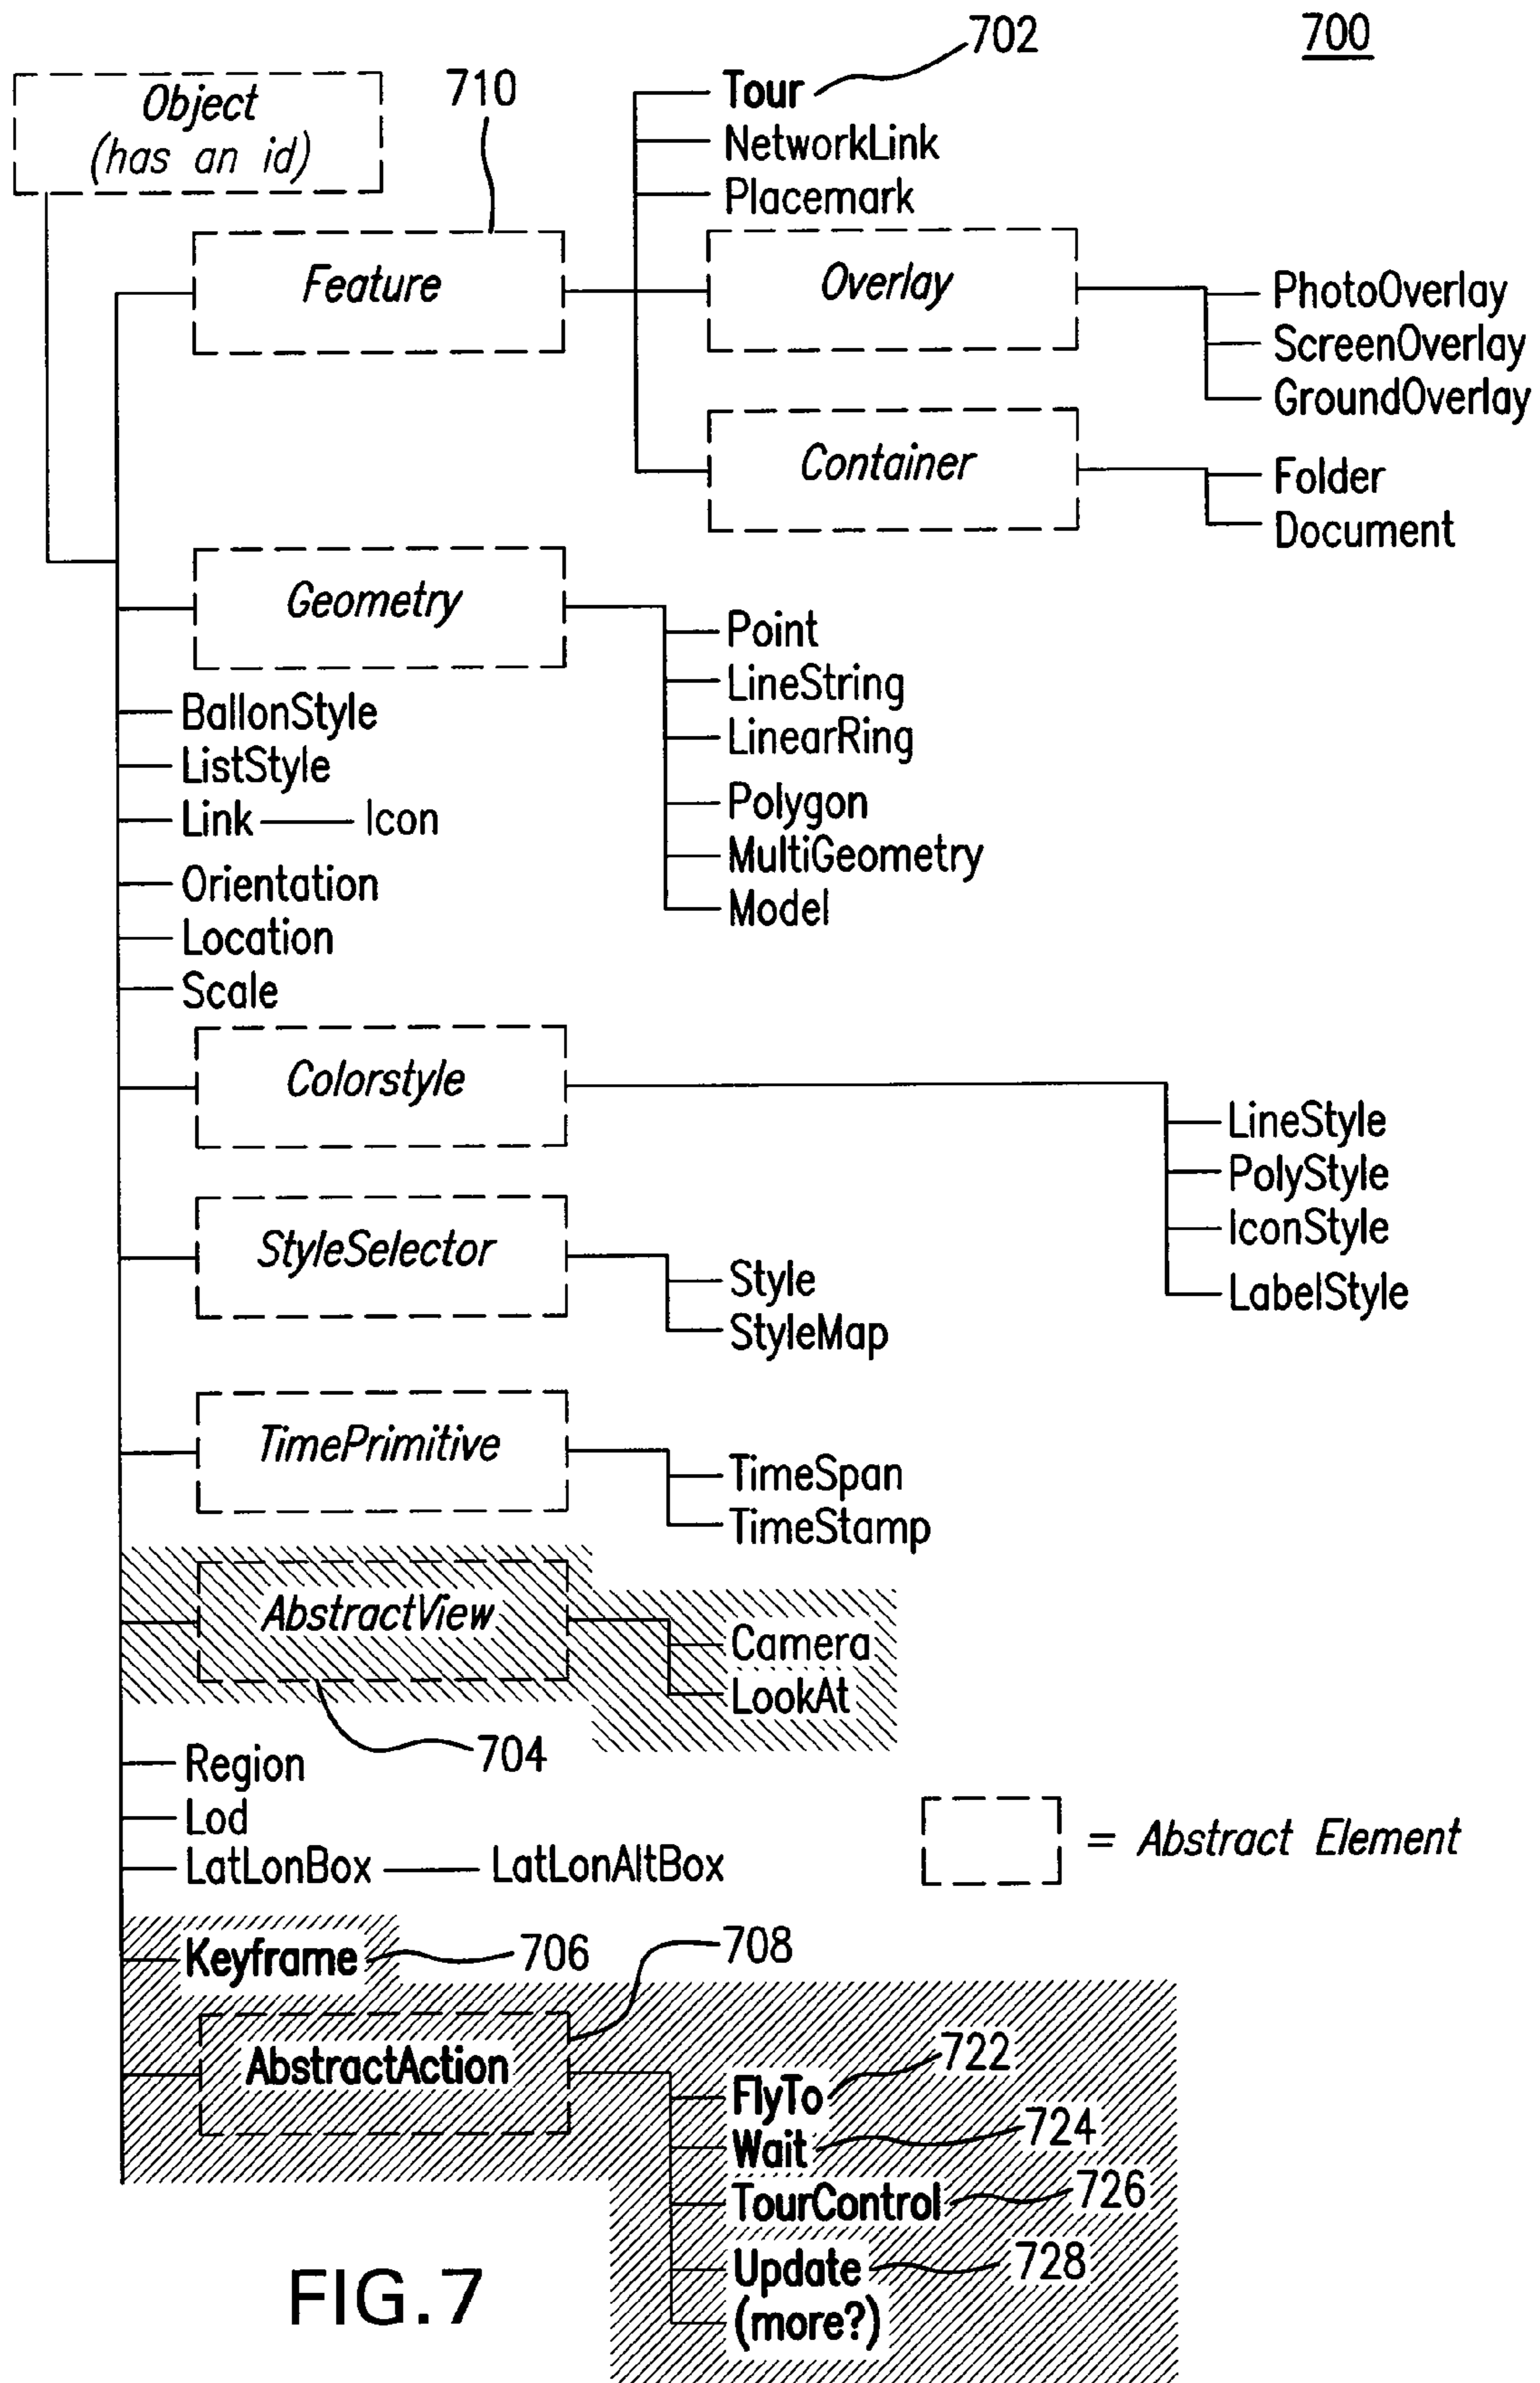 700
702
Object
(has an id)
710
Tour
NetworkLink
Placemark
Feature
Overlay
PhotoOverlay
ScreenOverlay
GroundOverlay
Container
Folder
Document
Geometry
Point
LineString
LinearRing
Polygon
MultiGeometry
Model
BallonStyle
ListStyle
Link Icon
Orientation
Location
Scale
Colorstyle
LineStyle
PolyStyle
IconStyle
LabelStyle
StyleSelector
Style
StyleMap
TimePrimitive
TimeSpan
TimeStamp
AbstractView
Camera
LookAt
704
Region
Lod
LatLonBox LatLonAltBox
= Abstract Element
Keyframe 706
708
AbstractAction
FlyTo 722
Wait 724
TourControl 726
Update 728
(more?)
FIG.7